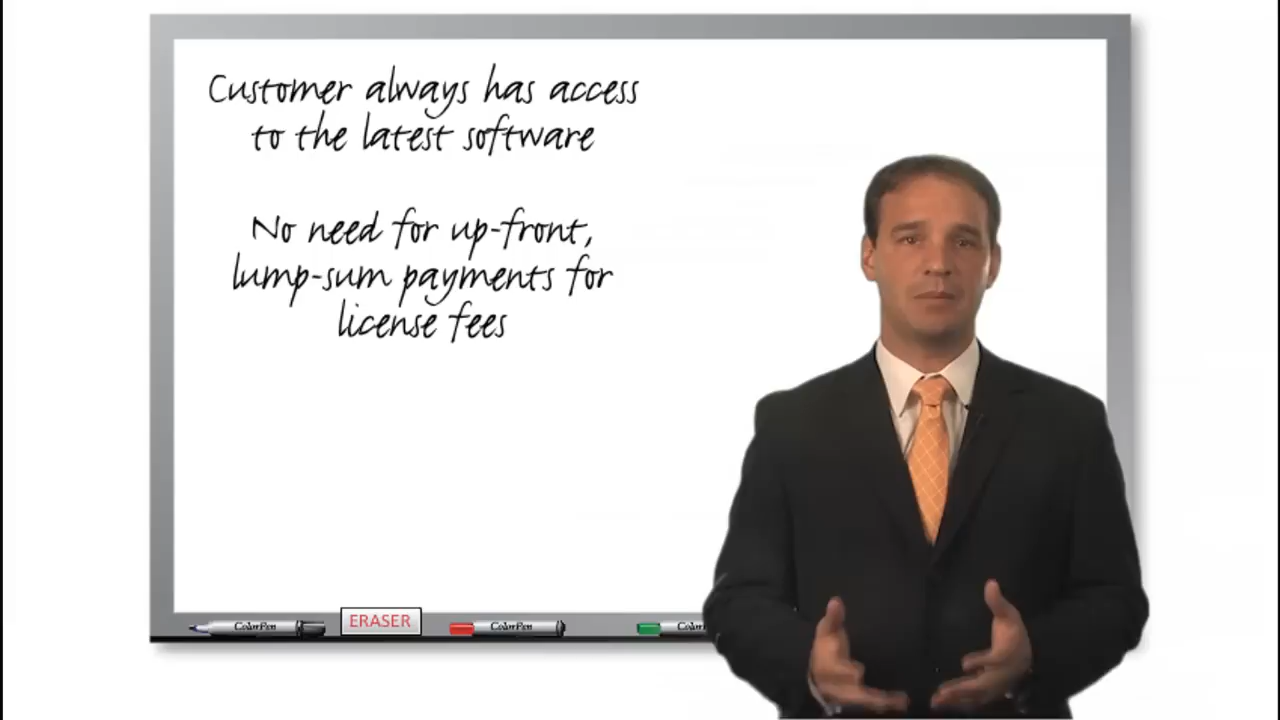 Customer always has access
to the latest software
No need for up-front,
lump-sum payments for
license fees
ColorPen
ERASER
ColorPen